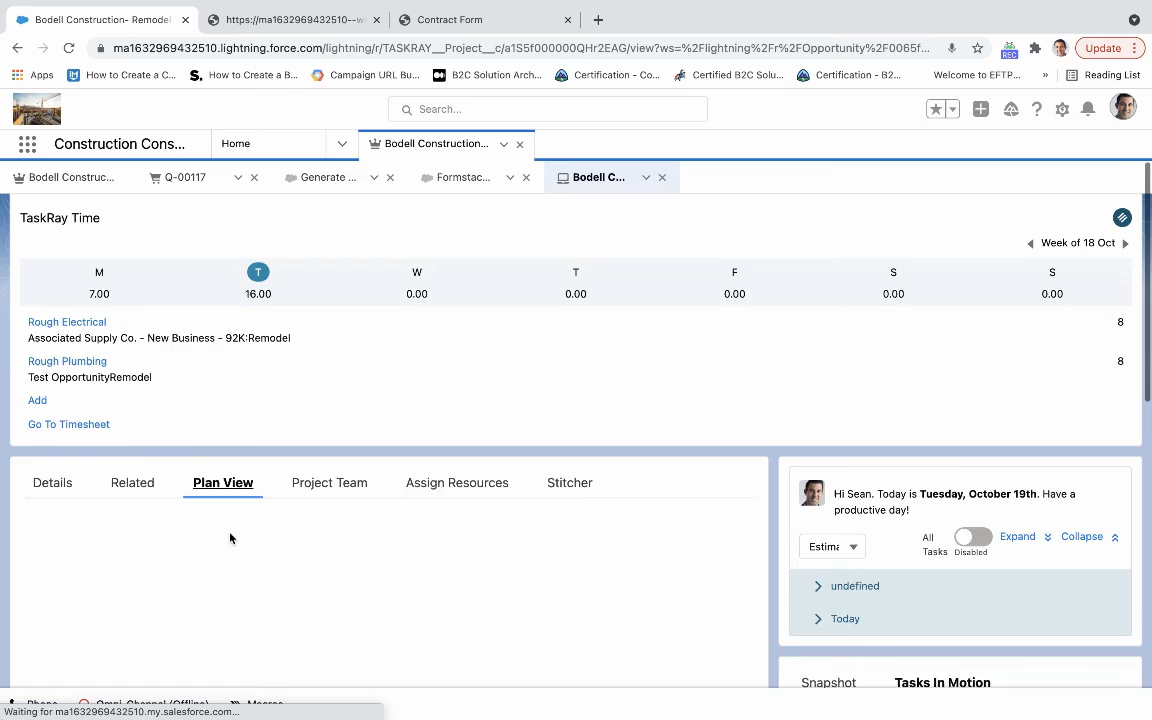 Bodell Construction- Remodel
https://ma1632969432510--w
Contract Form
ma1632969432510.lightning.force.com/lightning/r/TASKRAY__Project__c/a1S5f000000QHr2EAG/view?ws=%2Flightning%2Fr%2FOpportunity%2F0065f...
REC
Update
Apps
How to Create a C...
How to Create a B...
Campaign URL Bu...
B2C Solution Arch...
Certification - Co...
Certified B2C Solu...
Certification - B2...
Welcome to EFTP...
»
Reading List
Search...
Construction Cons...
Home
Bodell Construction...
Bodell Construc...
Q-00117
Generate ...
Formstac...
Bodell C...
TaskRay Time
Week of 18 Oct
M T W T F S S
7.00 16.00 0.00 0.00 0.00 0.00 0.00
Rough Electrical
8
Associated Supply Co. - New Business - 92K:Remodel
Rough Plumbing
8
Test OpportunityRemodel
Add
Go To Timesheet
Details
Related
Plan View
Project Team
Assign Resources
Stitcher
Hi Sean. Today is Tuesday, October 19th. Have a
productive day!
Estima
All
Tasks
Disabled
Expand
Collapse
undefined
Today
Snapshot
Tasks In Motion
Phone
Omni-Channel (Offline)
Macros
Waiting for ma1632969432510.my.salesforce.com...